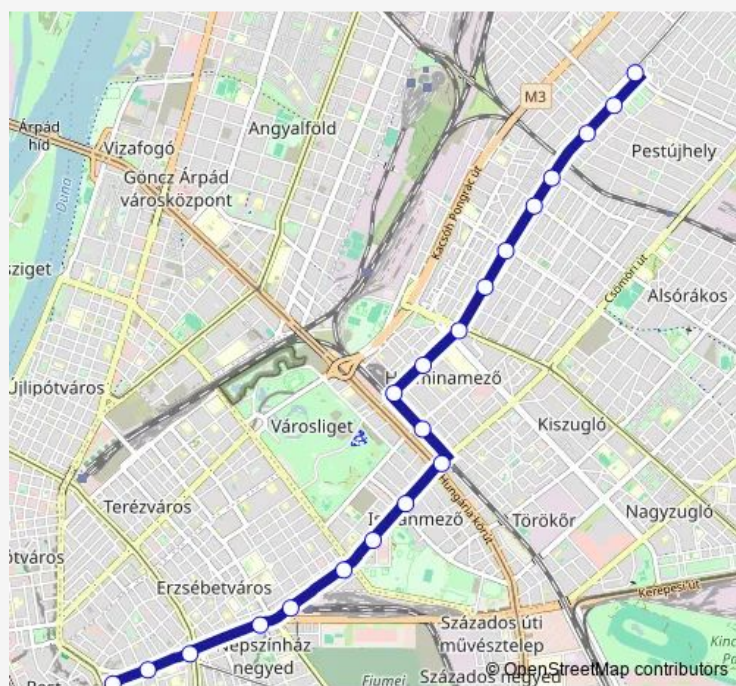 M3
Árpád
híd
Vizafogó
Angyalföld
Pestújhely
Göncz Árpád
városközpont
Duna
Kacsóh Pongrác út
sziget
Csömöri út
Alsórákos
Újlipótváros
Városliget
Kiszugló
Terézváros
Hungária körút
Törökőr
Nagyzugló
ótváros
Erzsébetváros
Kerepesi út
Százados úti
művésztelep
Népszínház
negyed
Fiumei
Százados negyed
© OpenStreetMap contributors